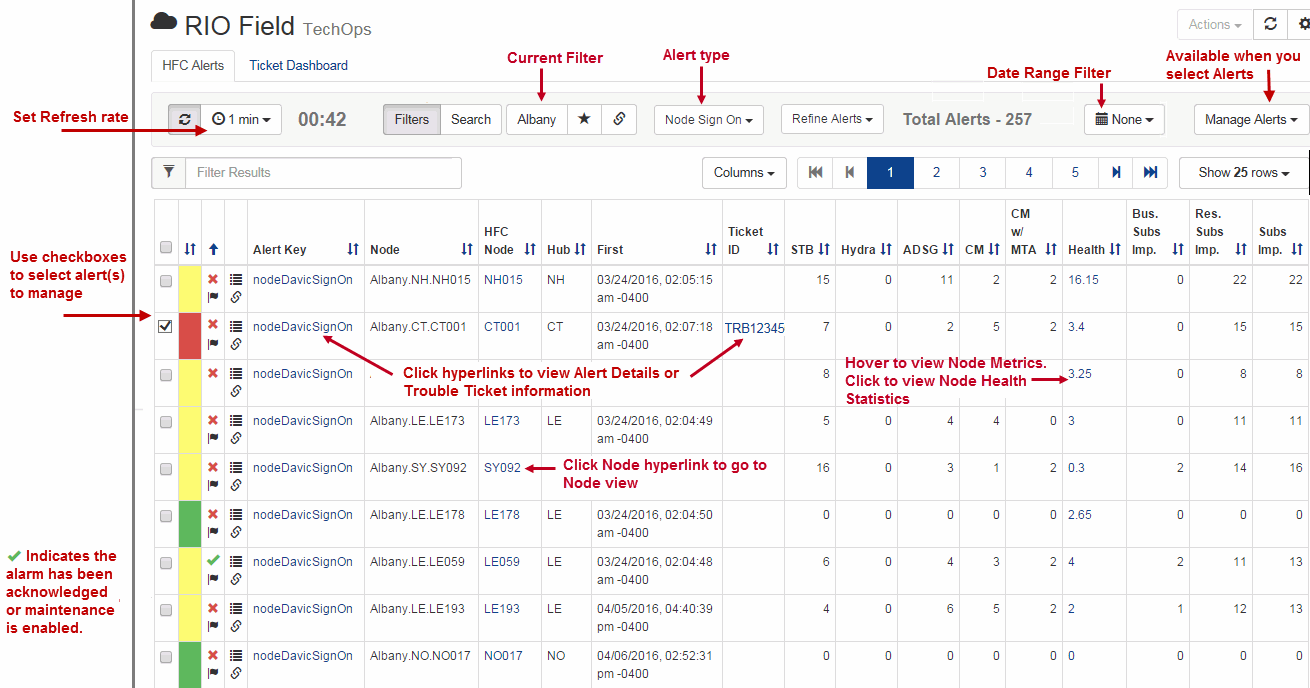 RIO Field TechOps
Actions
HFC Alerts Ticket Dashboard
Current Filter
Alert type
Date Range Filter
Available when you
select Alerts
Set Refresh rate
1 min 00:42 Filters Search Albany Node Sign On Refine Alerts Total Alerts - 257 None Manage Alerts
Filter Results Columns 1 2 3 4 5 Show 25 rows
Alert Key Node HFC Node Hub First Ticket ID STB Hydra ADSG CM CM w/ MTA Health Bus. Subs Imp. Res. Subs Imp. Subs Imp.
Use checkboxes
to select alert(s)
to manage
nodeDavicSignOn Albany.NH.NH015 NH015 NH 03/24/2016, 02:05:15 15 0 11 2 2 16.15 0 22 22
am -0400
nodeDavicSignOn Albany.CT.CT001 CT001 CT 03/24/2016, 02:07:18 TRB12345 7 0 2 5 2 3.4 0 15 15
am -0400
Click hyperlinks to view Alert Details or
Trouble Ticket information
Hover to view Node Metrics.
Click to view Node Health
Statistics
nodeDavicSignOn 8 3.25 0 8 8
nodeDavicSignOn Albany.LE.LE173 LE173 LE 03/24/2016, 02:04:49 5 0 4 4 0 3 0 11 11
am -0400
nodeDavicSignOn Albany.SY.SY092 SY092 16 0 3 1 2 0.3 2 14 16
Click Node hyperlink to go to
Node view
nodeDavicSignOn Albany.LE.LE178 LE178 LE 03/24/2016, 02:04:50 0 0 0 0 0 2.65 0 0 0
am -0400
Indicates the
alarm has been
acknowledged
or maintenance
is enabled.
nodeDavicSignOn Albany.LE.LE059 LE059 LE 03/24/2016, 02:04:48 6 0 4 3 2 4 2 11 13
am -0400
nodeDavicSignOn Albany.LE.LE193 LE193 LE 04/05/2016, 04:40:39 4 0 6 5 2 2 1 12 13
pm -0400
nodeDavicSignOn Albany.NO.NO017 NO017 NO 04/06/2016, 02:52:31 0 0 0 0 0 0 0 0 0
pm -0400